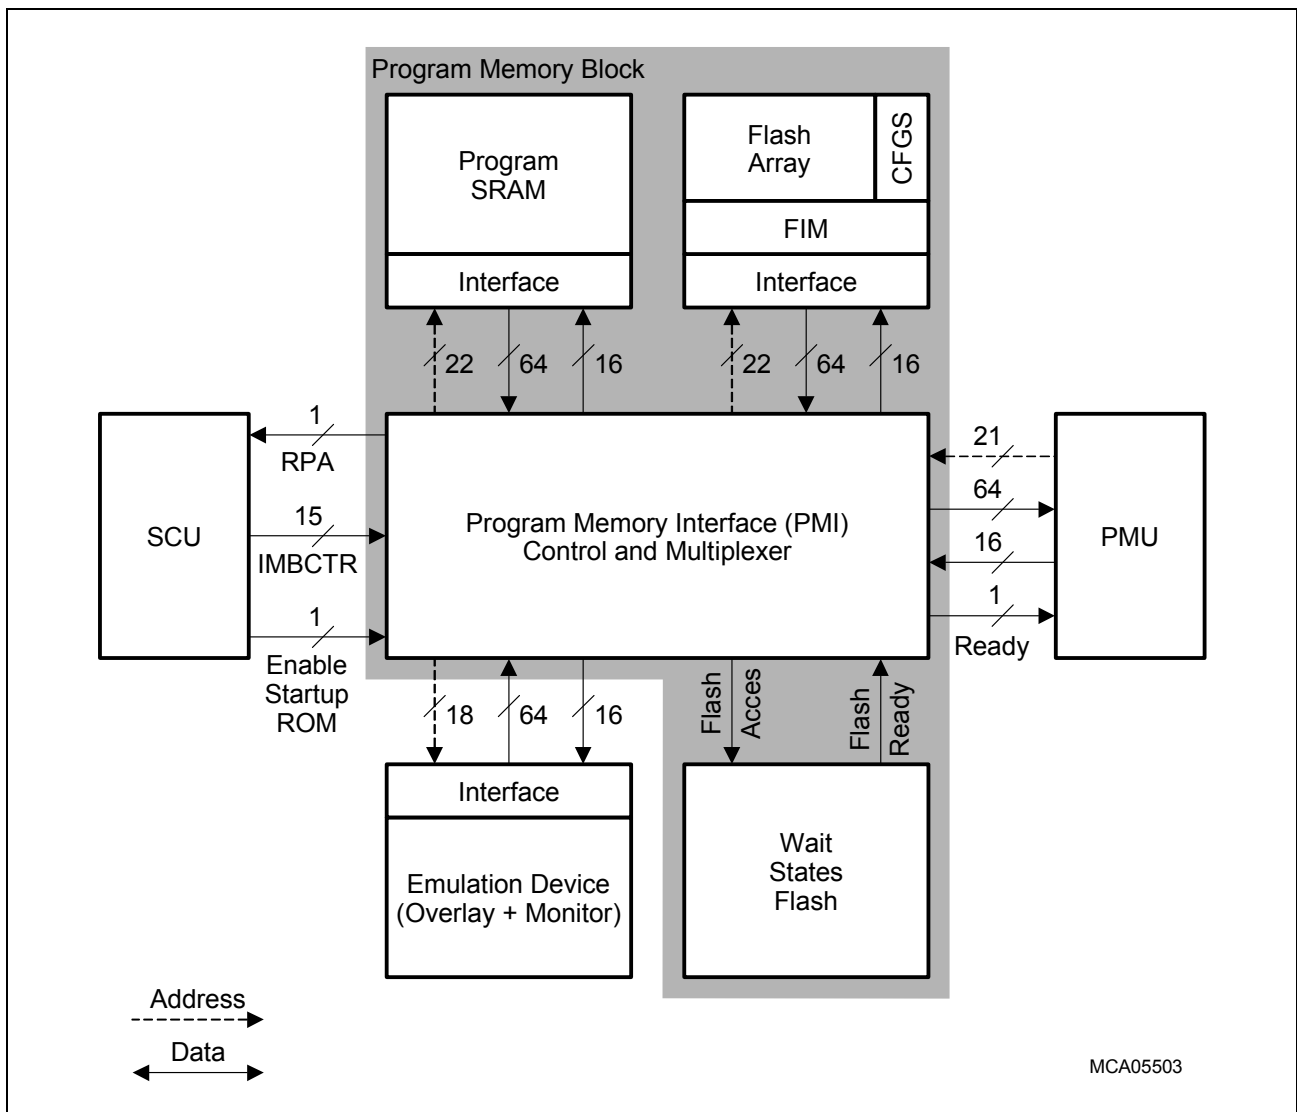 Program Memory Block
Program
SRAM
Interface
Flash
Array
CFGS
FIM
Interface
22
64
16
22
64
16
SCU
1
RPA
15
IMBCTR
1
Enable
Startup
ROM
Program Memory Interface (PMI)
Control and Multiplexer
21
64
16
1
Ready
PMU
18
64
16
Flash
Acces
Flash
Ready
Interface
Emulation Device
(Overlay + Monitor)
Wait
States
Flash
Address
Data
MCA05503